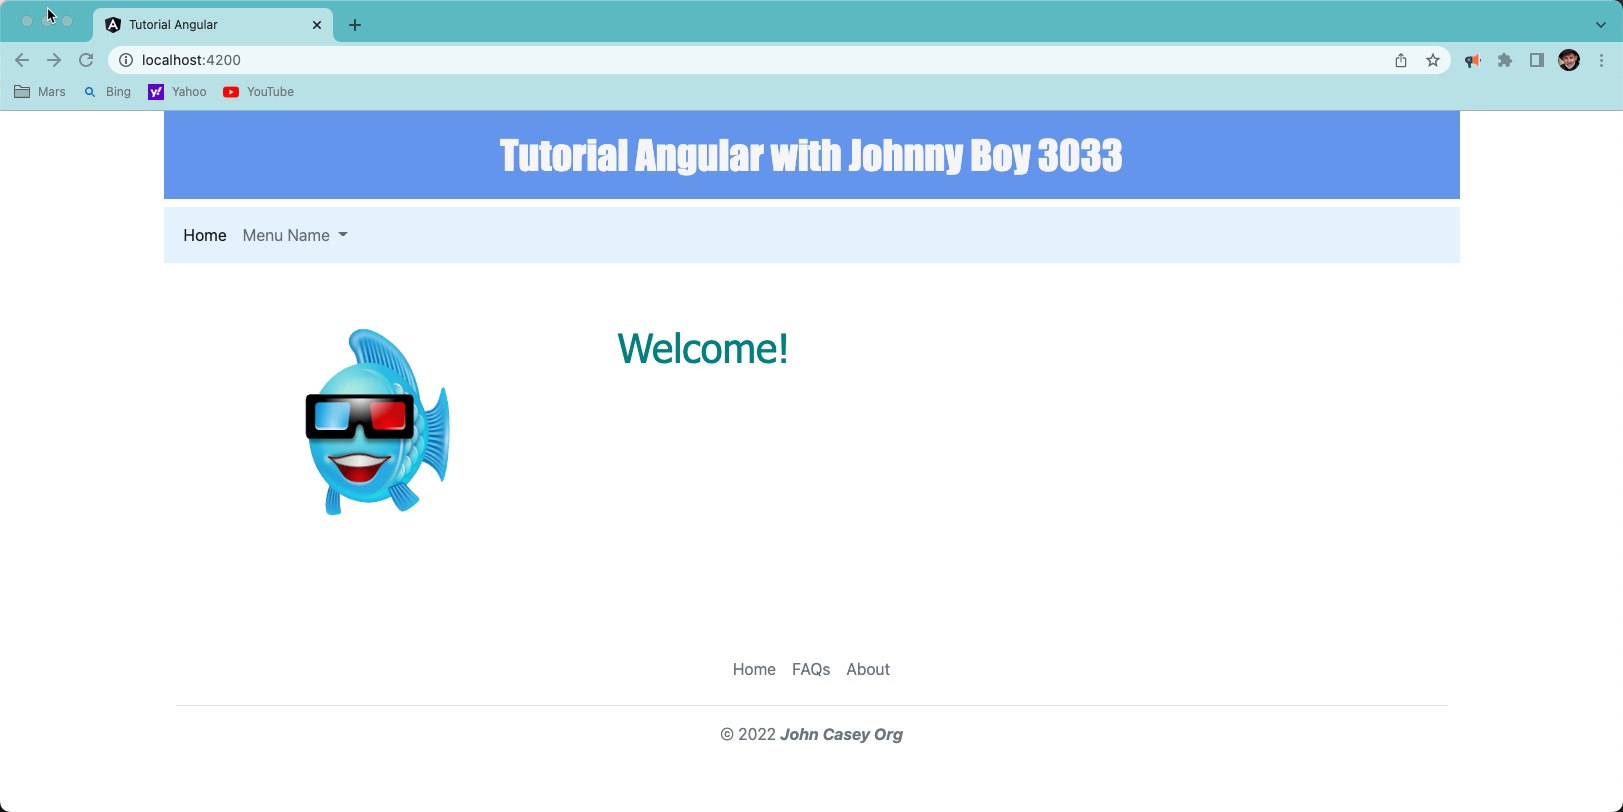 Tutorial Angular
localhost:4200
Mars Bing Yahoo YouTube
Tutorial Angular with Johnny Boy 3033
Home Menu Name
Welcome!
Home FAQs About
© 2022 John Casey Org